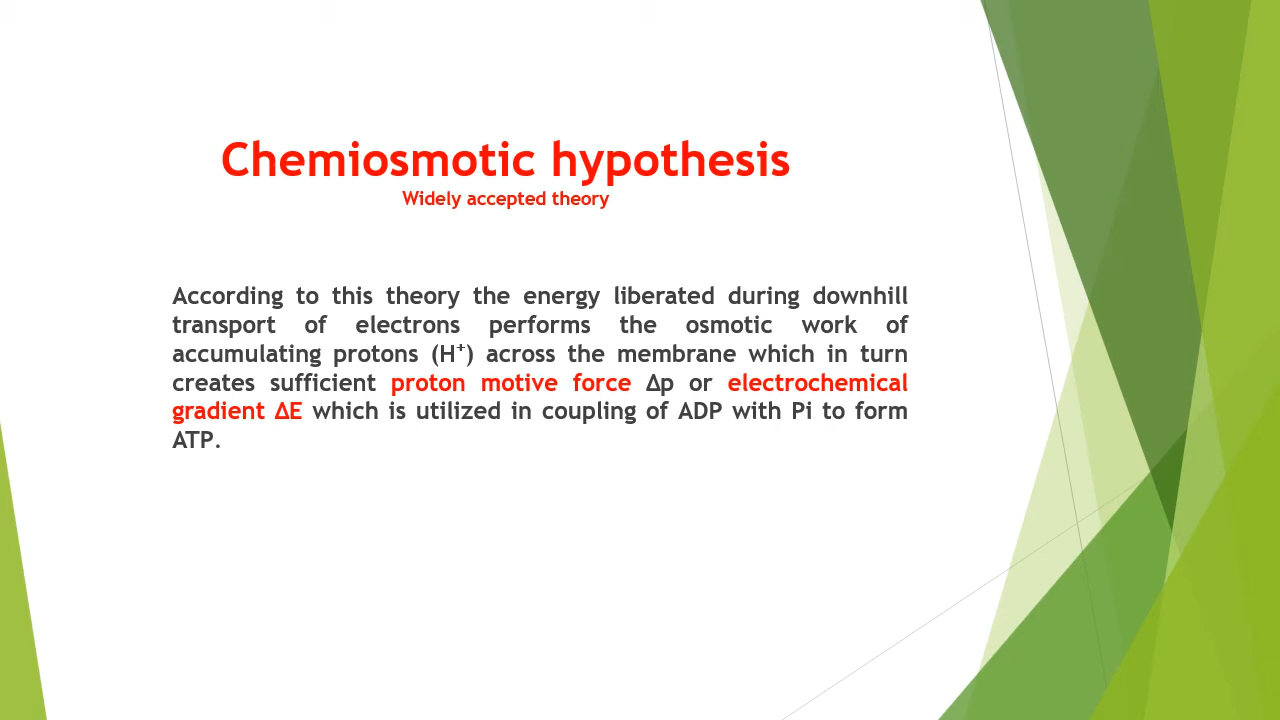 Chemiosmotic hypothesis
Widely accepted theory
According to this theory the energy liberated during downhill
transport of electrons performs the osmotic work of
accumulating protons (H⁺) across the membrane which in turn
creates sufficient proton motive force Δp or electrochemical
gradient ΔE which is utilized in coupling of ADP with Pi to form
ATP.